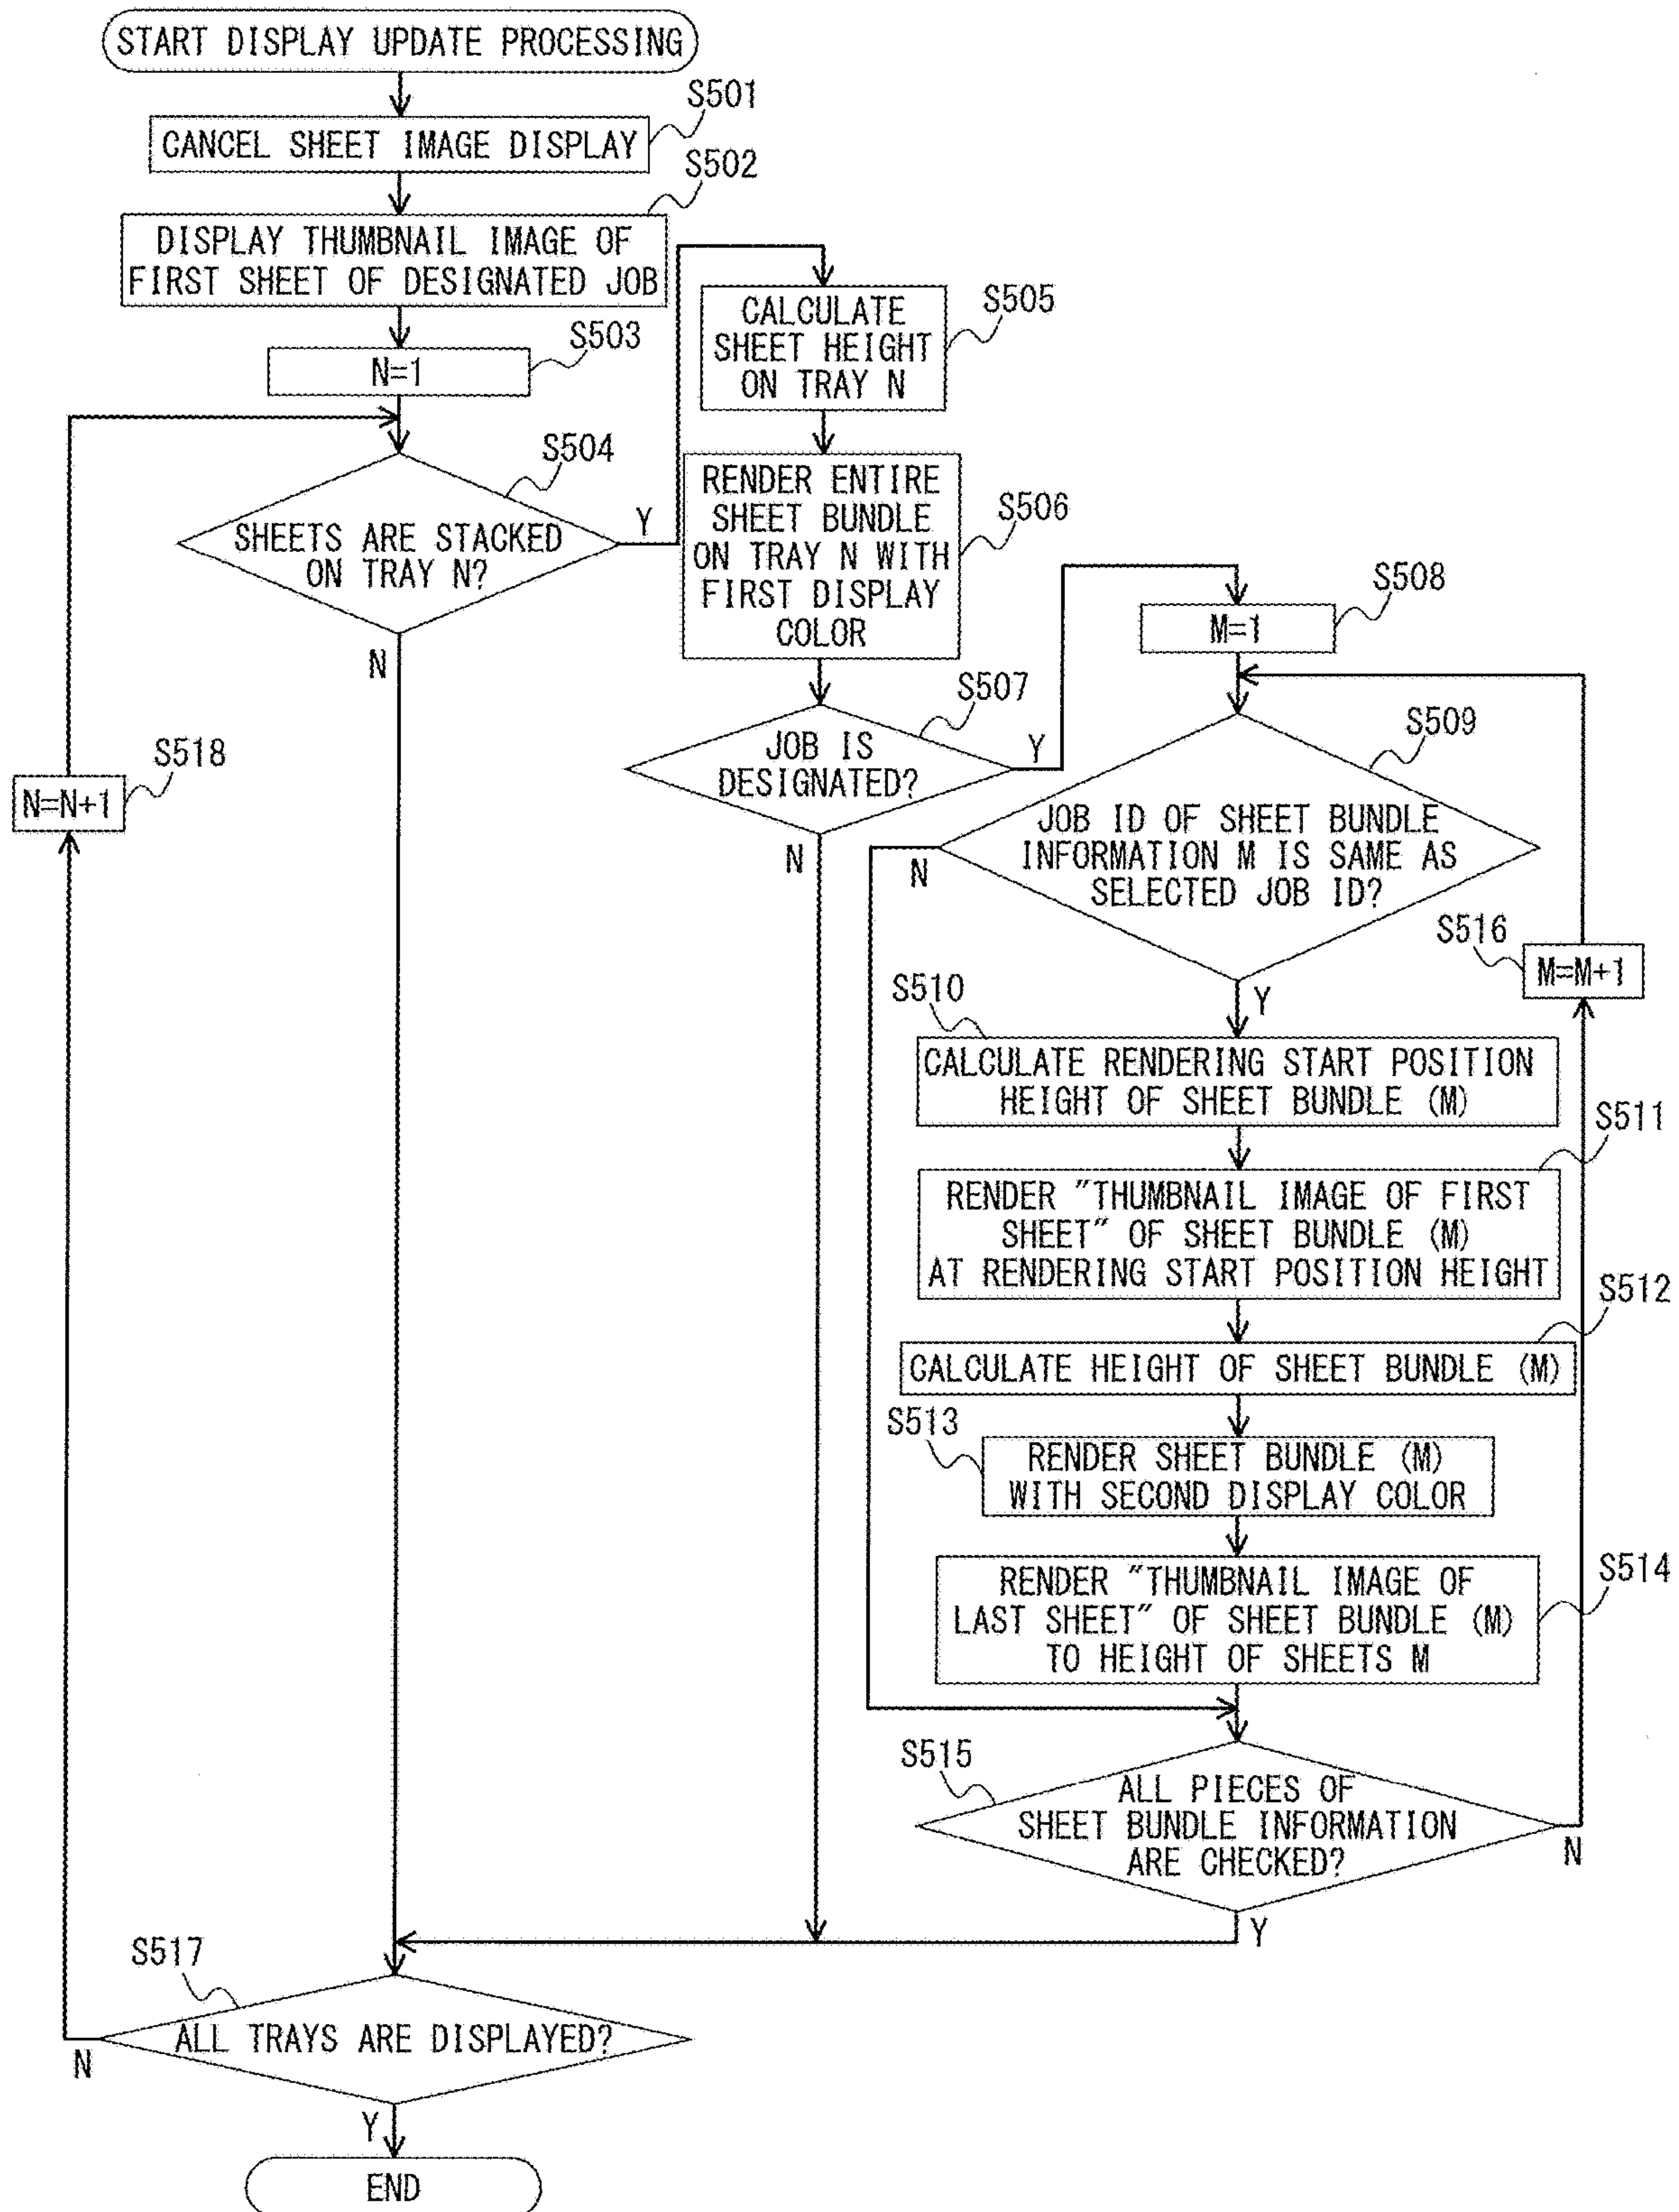 START DISPLAY UPDATE PROCESSING
S501
CANCEL SHEET IMAGE DISPLAY
S502
DISPLAY THUMBNAIL IMAGE OF
FIRST SHEET OF DESIGNATED JOB
S503
N=1
S504
SHEETS ARE STACKED
ON TRAY N?
Y
N
S505
CALCULATE
SHEET HEIGHT
ON TRAY N
S506
RENDER ENTIRE
SHEET BUNDLE
ON TRAY N WITH
FIRST DISPLAY
COLOR
S507
JOB IS
DESIGNATED?
Y
N
S508
M=1
S509
JOB ID OF SHEET BUNDLE
INFORMATION M IS SAME AS
SELECTED JOB ID?
N
Y
S510
CALCULATE RENDERING START POSITION
HEIGHT OF SHEET BUNDLE (M)
S511
RENDER "THUMBNAIL IMAGE OF FIRST
SHEET" OF SHEET BUNDLE (M)
AT RENDERING START POSITION HEIGHT
S512
CALCULATE HEIGHT OF SHEET BUNDLE (M)
S513
RENDER SHEET BUNDLE (M)
WITH SECOND DISPLAY COLOR
S514
RENDER "THUMBNAIL IMAGE OF
LAST SHEET" OF SHEET BUNDLE (M)
TO HEIGHT OF SHEETS M
S515
ALL PIECES OF
SHEET BUNDLE INFORMATION
ARE CHECKED?
N
Y
S516
M=M+1
S517
ALL TRAYS ARE DISPLAYED?
N
Y
S518
N=N+1
END